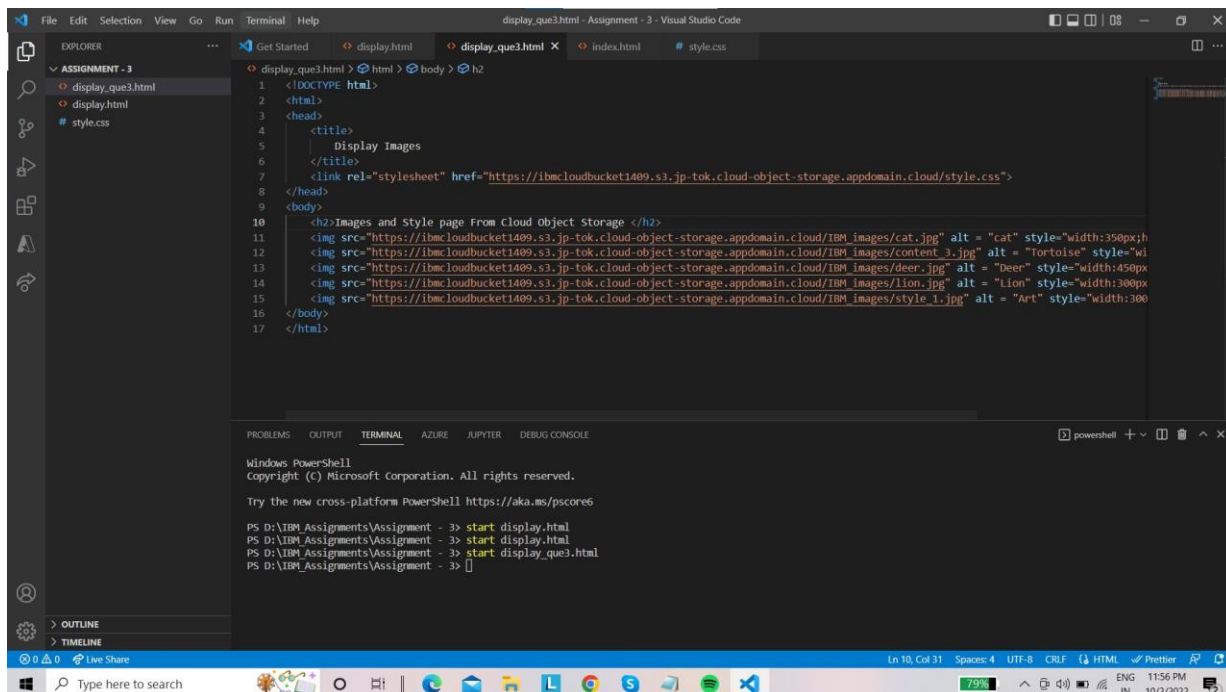 File Edit Selection View Go Run Terminal Help
display_que3.html - Assignment - 3 - Visual Studio Code
EXPLORER
Get Started display.html display_que3.html index.html # style.css
ASSIGNMENT - 3
display_que3.html
display.html
# style.css
display_que3.html > html > body > h2
1 <!DOCTYPE html>
2 <html>
3 <head>
4 <title>
5 Display Images
6 </title>
7 <link rel="stylesheet" href="https://ibmcloudbucket1409.s3.jp-tok.cloud-object-storage.appdomain.cloud/style.css">
8 </head>
9 <body>
10 <h2>Images and Style page From Cloud Object Storage </h2>
11 <img src="https://ibmcloudbucket1409.s3.jp-tok.cloud-object-storage.appdomain.cloud/IBM_images/cat.jpg" alt = "cat" style="width:350px;h
12 <img src="https://ibmcloudbucket1409.s3.jp-tok.cloud-object-storage.appdomain.cloud/IBM_images/content_3.jpg" alt = "Tortoise" style="wi
13 <img src="https://ibmcloudbucket1409.s3.jp-tok.cloud-object-storage.appdomain.cloud/IBM_images/deer.jpg" alt = "Deer" style="width:450px
14 <img src="https://ibmcloudbucket1409.s3.jp-tok.cloud-object-storage.appdomain.cloud/IBM_images/lion.jpg" alt = "Lion" style="width:300px
15 <img src="https://ibmcloudbucket1409.s3.jp-tok.cloud-object-storage.appdomain.cloud/IBM_images/style_1.jpg" alt = "Art" style="width:300
16 </body>
17 </html>
PROBLEMS OUTPUT TERMINAL AZURE JUPYTER DEBUG CONSOLE
powershell
Windows PowerShell
Copyright (C) Microsoft Corporation. All rights reserved.
Try the new cross-platform PowerShell https://aka.ms/pscore6
PS D:\IBM_Assignments\Assignment - 3> start display.html
PS D:\IBM_Assignments\Assignment - 3> start display.html
PS D:\IBM_Assignments\Assignment - 3> start display_que3.html
PS D:\IBM_Assignments\Assignment - 3>
> OUTLINE
> TIMELINE
0 0 Live Share
Ln 10, Col 31 Spaces: 4 UTF-8 CRLF HTML Prettier
Type here to search
79%
ENG 11:56 PM
IN 10/2/2022